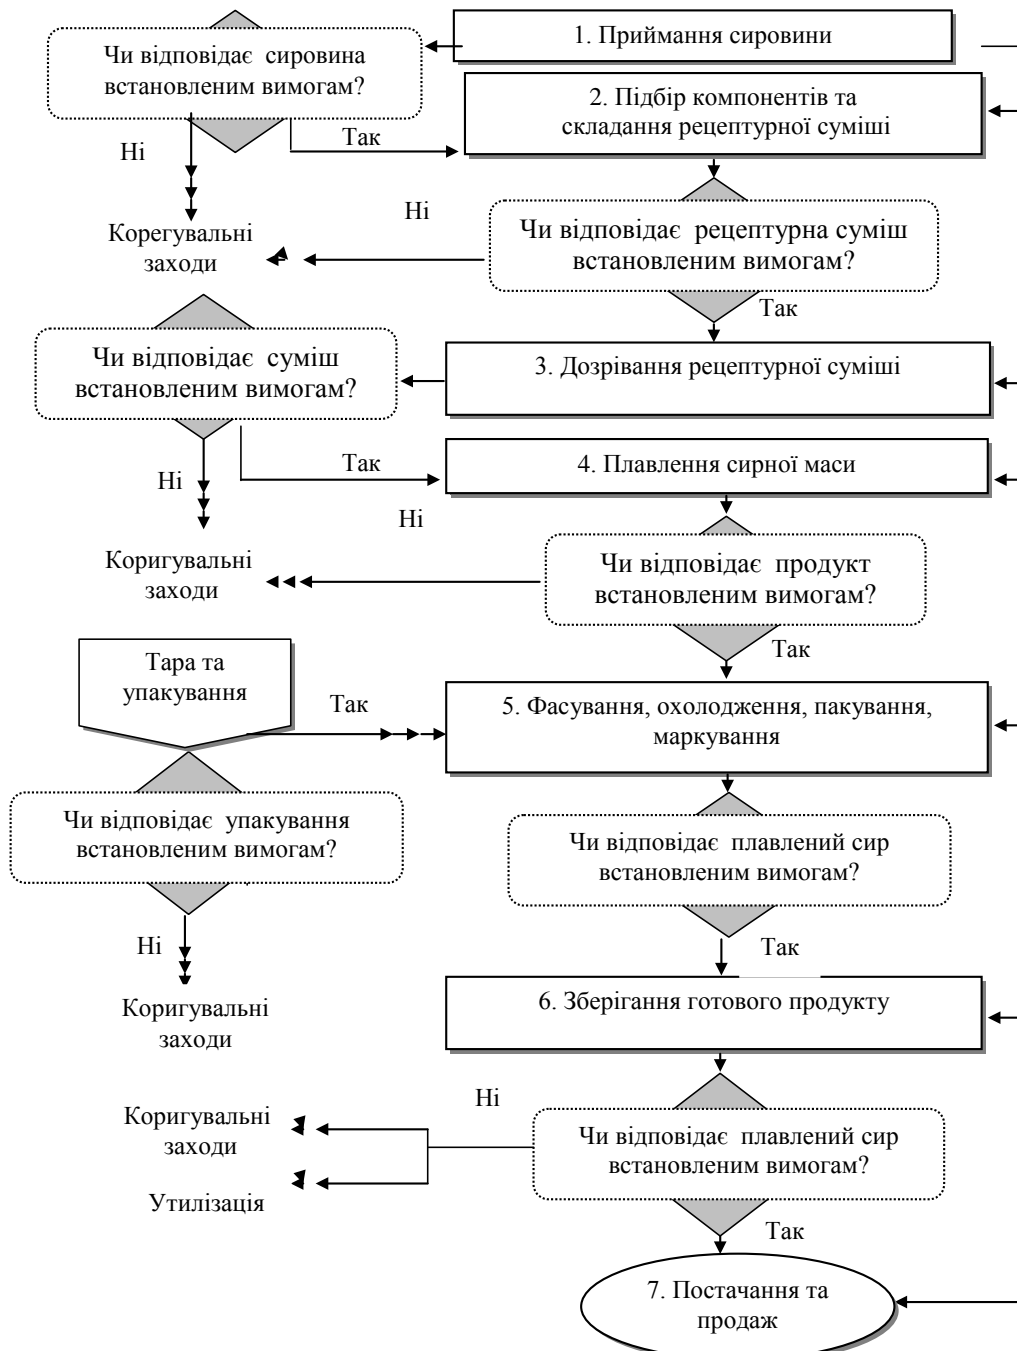 1. Приймання сировини
Чи відповідає сировина
встановленим вимогам?
2. Підбір компонентів та
складання рецептурної суміші
Так
Ні
Ні
Корегувальні
заходи
Чи відповідає рецептурна суміш
встановленим вимогам?
Так
Чи відповідає суміш
встановленим вимогам?
3. Дозрівання рецептурної суміші
Так
4. Плавлення сирної маси
Ні
Ні
Коригувальні
заходи
Чи відповідає продукт
встановленим вимогам?
Так
Тара та
упакування
Так
5. Фасування, охолодження, пакування,
маркування
Чи відповідає упакування
встановленим вимогам?
Чи відповідає плавлений сир
встановленим вимогам?
Ні
Так
Коригувальні
заходи
6. Зберігання готового продукту
Ні
Коригувальні
заходи
Чи відповідає плавлений сир
встановленим вимогам?
Утилізація
Так
7. Постачання та
продаж